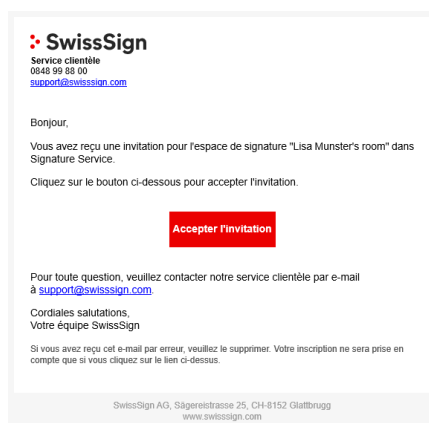 SwissSign
Service clientèle
0848 99 88 00
support@swisssign.com
Bonjour,
Vous avez reçu une invitation pour l'espace de signature "Lisa Munster's room" dans
Signature Service.
Cliquez sur le bouton ci-dessous pour accepter l'invitation.
Accepter l'invitation
Pour toute question, veuillez contacter notre service clientèle par e-mail
à support@swisssign.com.
Cordiales salutations,
Votre équipe SwissSign
Si vous avez reçu cet e-mail par erreur, veuillez le supprimer. Votre inscription ne sera prise en
compte que si vous cliquez sur le lien ci-dessus.
SwissSign AG, Sägereistrasse 25, CH-8152 Glattbrugg
www.swisssign.com